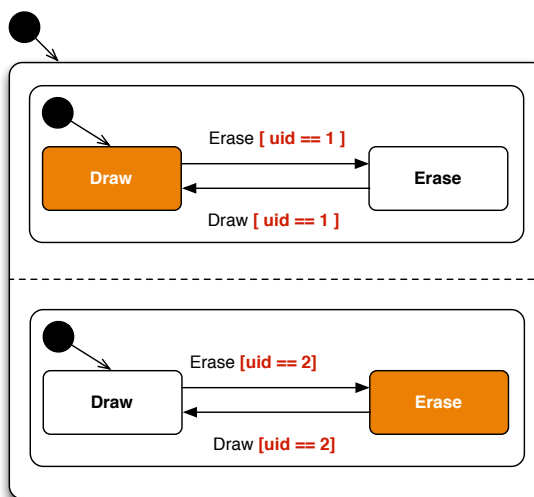 Erase [ uid == 1 ]
Draw
Erase
Draw [ uid == 1 ]
Erase [uid == 2]
Draw
Erase
Draw [uid == 2]